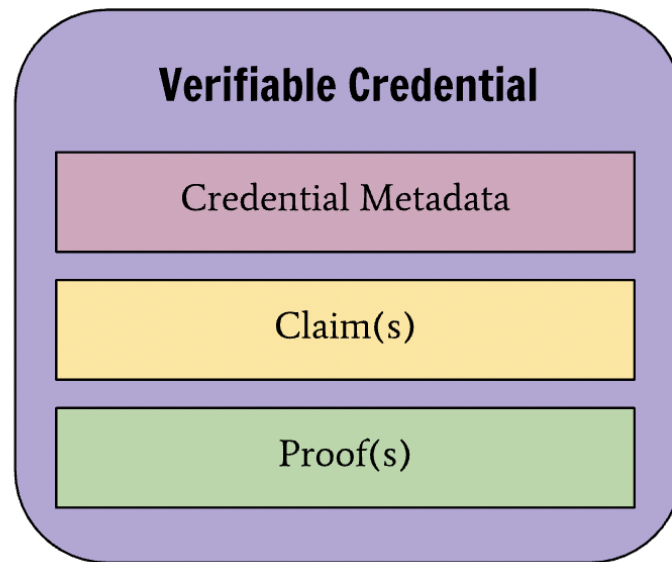 Verifiable Credential
Credential Metadata
Claim(s)
Proof(s)